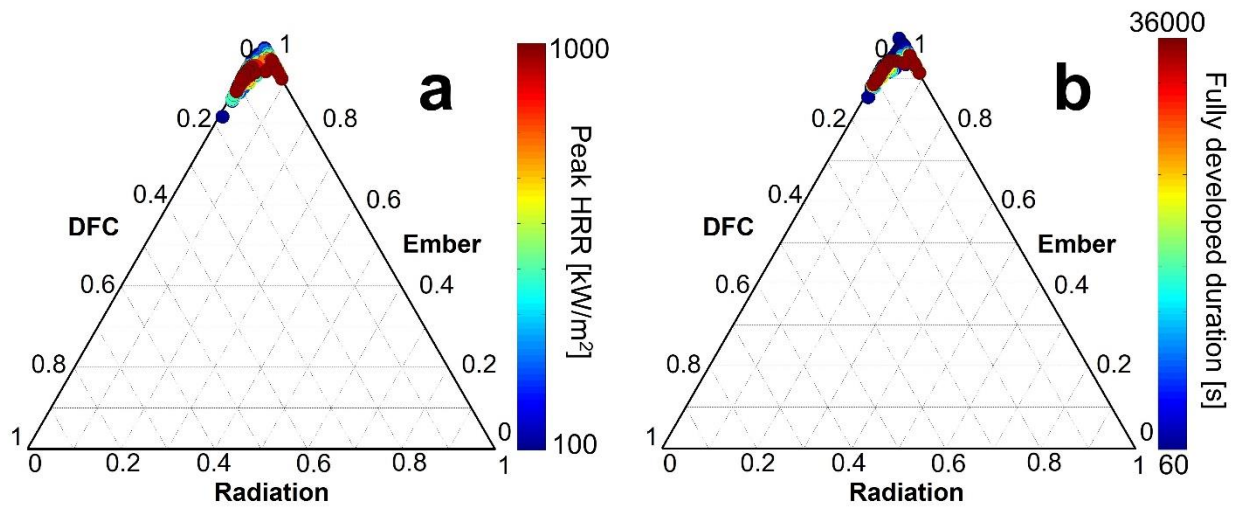 a
0 1
0.2 0.8
0.4 0.6
DFC Ember
0.6 0.4
0.8 0.2
1 0
0 0.2 0.4 0.6 0.8 1
Radiation
1000
Peak HRR [kW/m²]
100
b
0 1
0.2 0.8
0.4 0.6
DFC Ember
0.6 0.4
0.8 0.2
1 0
0 0.2 0.4 0.6 0.8 1
Radiation
36000
Fully developed duration [s]
60